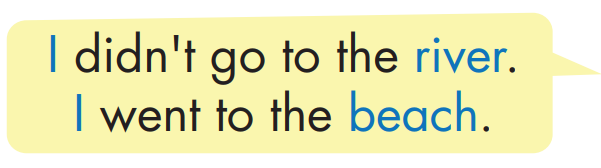 I didn't go to the river.
I went to the beach.